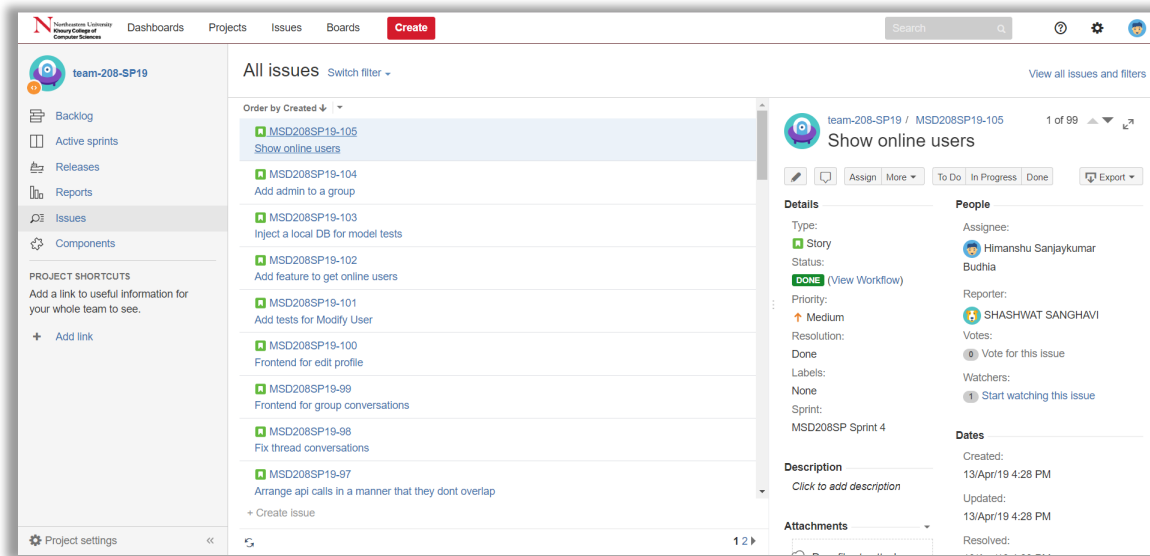 Northeastern University
Khoury College of
Computer Sciences
Dashboards Projects Issues Boards Create Search
team-208-SP19
Backlog
Active sprints
Releases
Reports
Issues
Components
PROJECT SHORTCUTS
Add a link to useful information for
your whole team to see.
+ Add link
Project settings «
All issues Switch filter
View all issues and filters
Order by Created
MSD208SP19-105
Show online users
MSD208SP19-104
Add admin to a group
MSD208SP19-103
Inject a local DB for model tests
MSD208SP19-102
Add feature to get online users
MSD208SP19-101
Add tests for Modify User
MSD208SP19-100
Frontend for edit profile
MSD208SP19-99
Frontend for group conversations
MSD208SP19-98
Fix thread conversations
MSD208SP19-97
Arrange api calls in a manner that they dont overlap
+ Create issue
1 2
team-208-SP19 / MSD208SP19-105 1 of 99
Show online users
Assign More To Do In Progress Done Export
Details
Type:
Story
Status:
DONE (View Workflow)
Priority:
Medium
Resolution:
Done
Labels:
None
Sprint:
MSD208SP Sprint 4
Description
Click to add description
Attachments
People
Assignee:
Himanshu Sanjaykumar
Budhia
Reporter:
SHASHWAT SANGHAVI
Votes:
0 Vote for this issue
Watchers:
1 Start watching this issue
Dates
Created:
13/Apr/19 4:28 PM
Updated:
13/Apr/19 4:28 PM
Resolved: